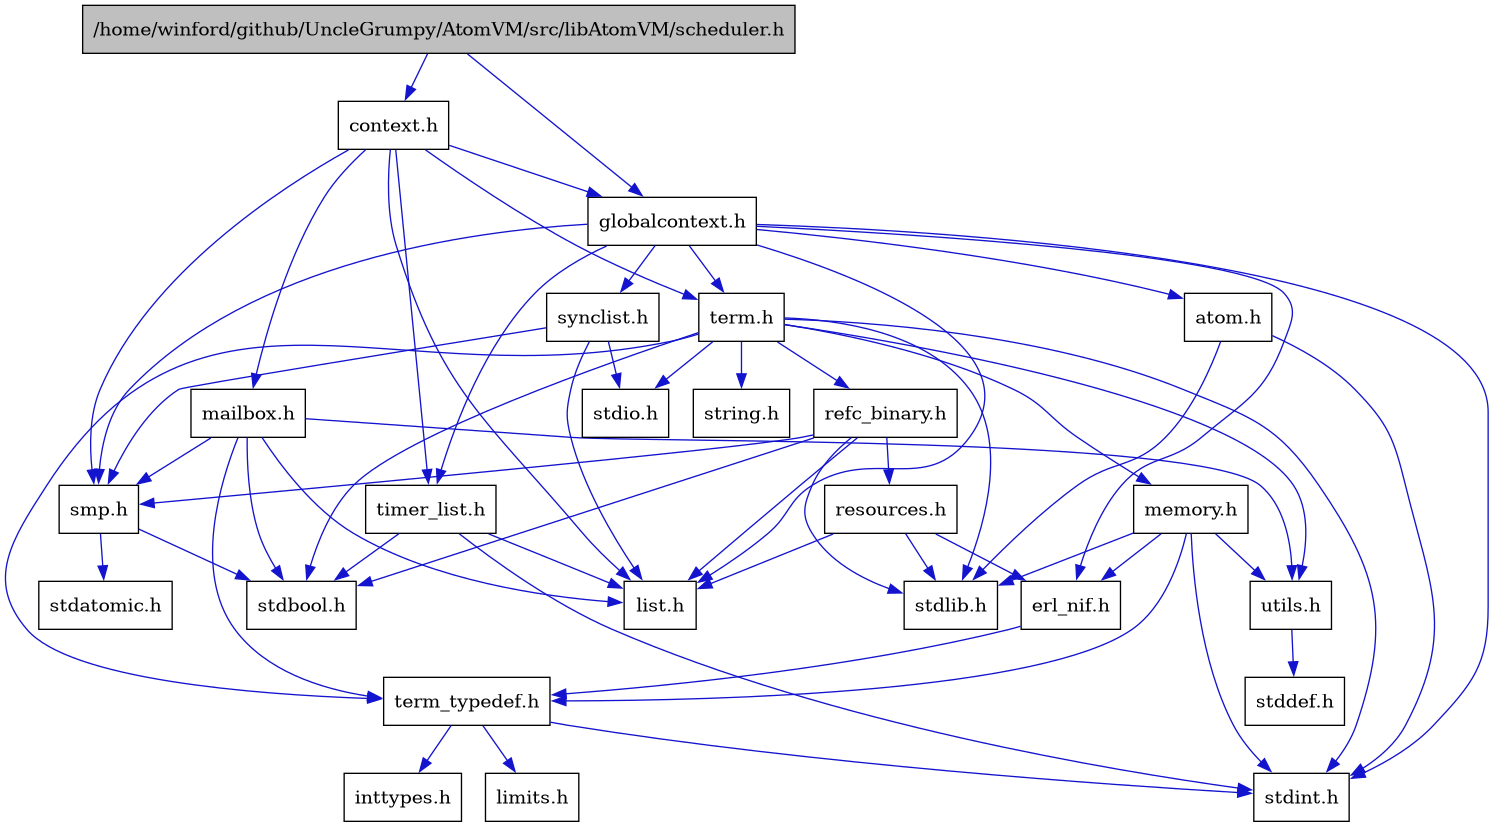 /home/winford/github/UncleGrumpy/AtomVM/src/libAtomVM/scheduler.h
context.h
globalcontext.h
synclist.h
term.h
atom.h
mailbox.h
stdio.h
string.h
refc_binary.h
smp.h
timer_list.h
resources.h
memory.h
stdatomic.h
stdbool.h
list.h
stdlib.h
erl_nif.h
utils.h
term_typedef.h
stddef.h
inttypes.h
limits.h
stdint.h